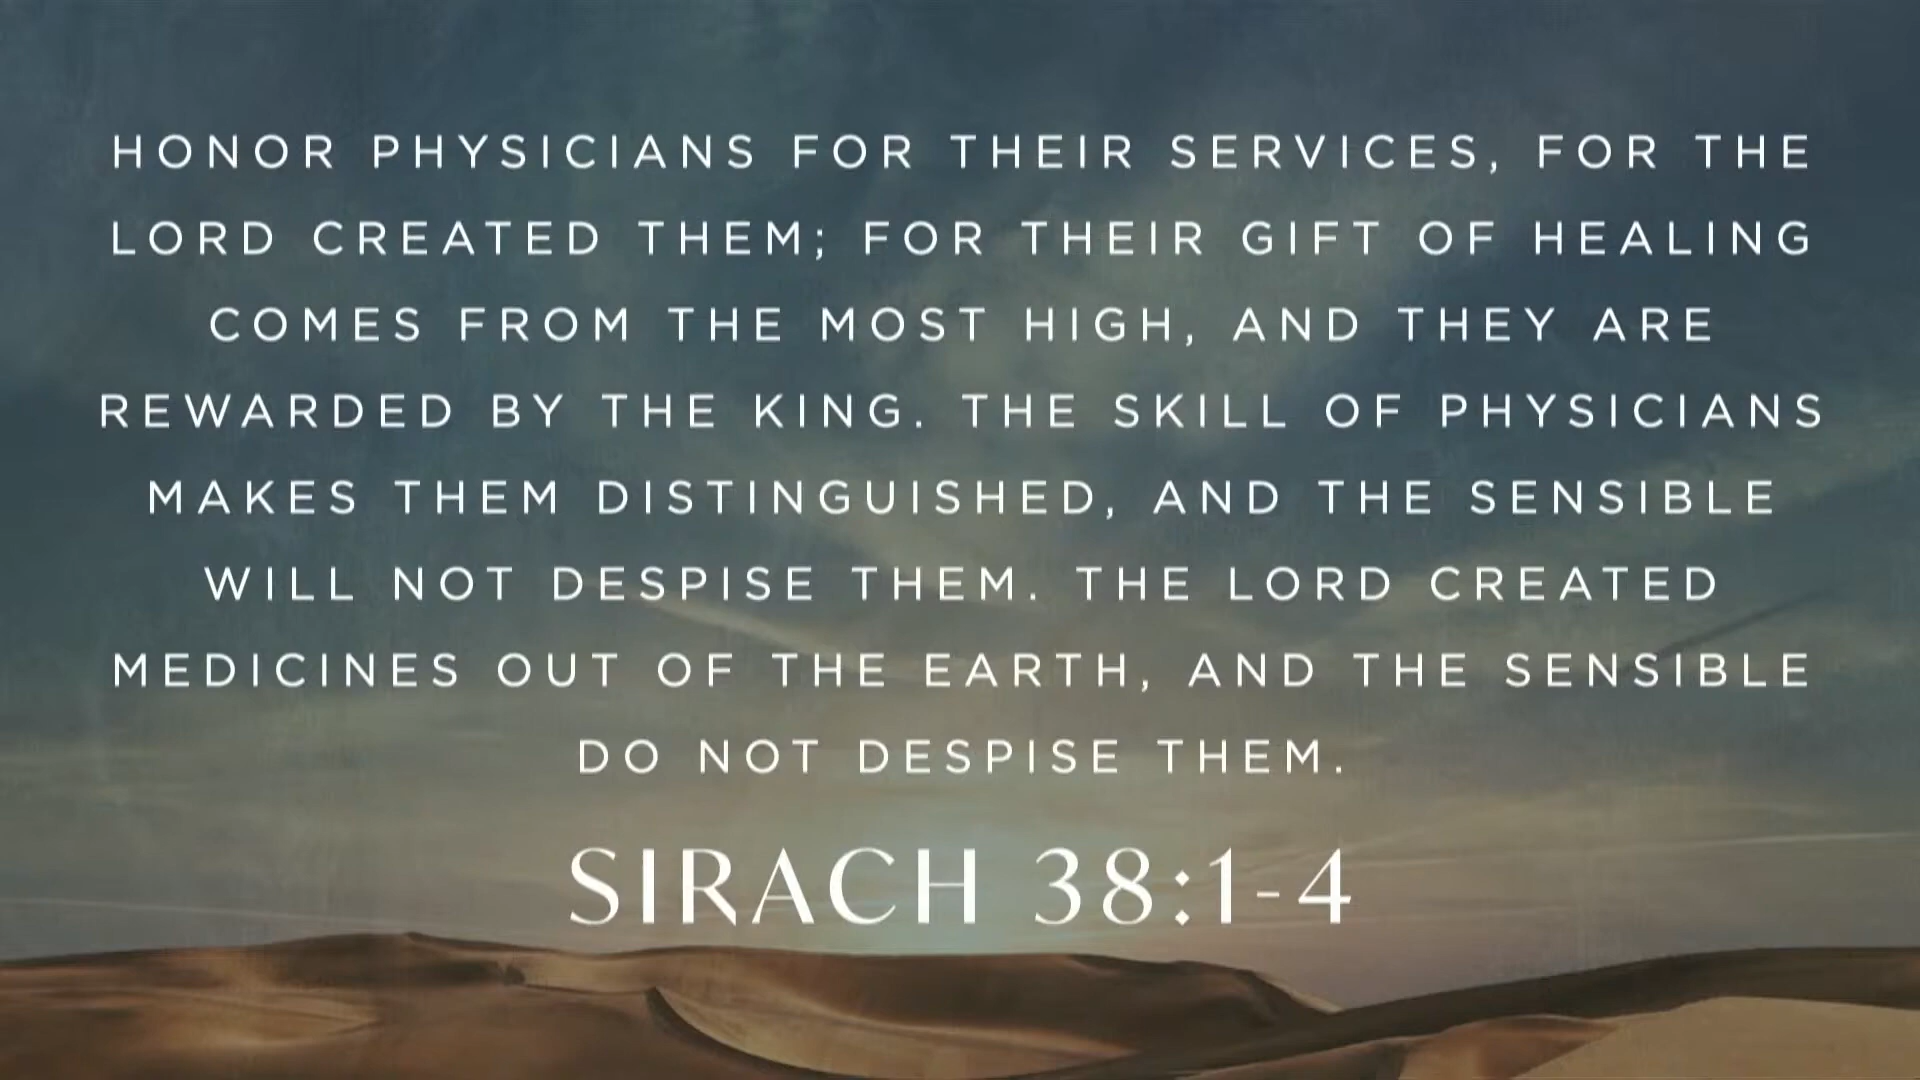 HONOR PHYSICIANS FOR THEIR SERVICES, FOR THE
LORD CREATED THEM; FOR THEIR GIFT OF HEALING
COMES FROM THE MOST HIGH, AND THEY ARE
REWARDED BY THE KING. THE SKILL OF PHYSICIANS
MAKES THEM DISTINGUISHED, AND THE SENSIBLE
WILL NOT DESPISE THEM. THE LORD CREATED
MEDICINES OUT OF THE EARTH, AND THE SENSIBLE
DO NOT DESPISE THEM.
SIRACH 38:1-4